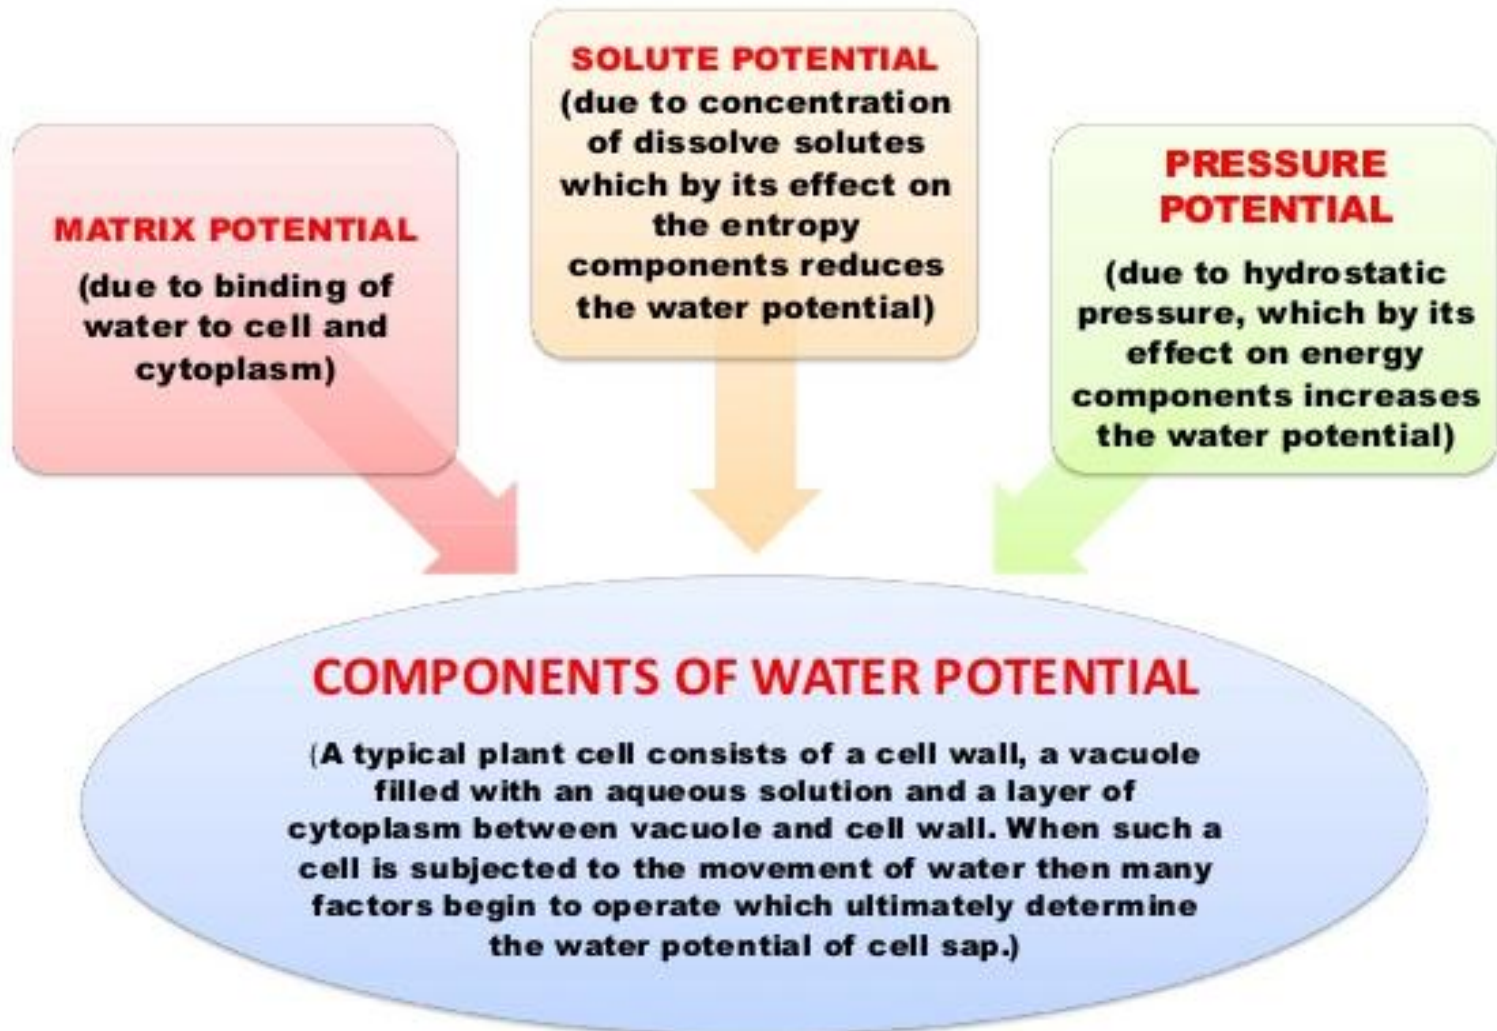 MATRIX POTENTIAL
(due to binding of
water to cell and
cytoplasm)
SOLUTE POTENTIAL
(due to concentration
of dissolve solutes
which by its effect on
the entropy
components reduces
the water potential)
PRESSURE
POTENTIAL
(due to hydrostatic
pressure, which by its
effect on energy
components increases
the water potential)
COMPONENTS OF WATER POTENTIAL
(A typical plant cell consists of a cell wall, a vacuole
filled with an aqueous solution and a layer of
cytoplasm between vacuole and cell wall. When such a
cell is subjected to the movement of water then many
factors begin to operate which ultimately determine
the water potential of cell sap.)